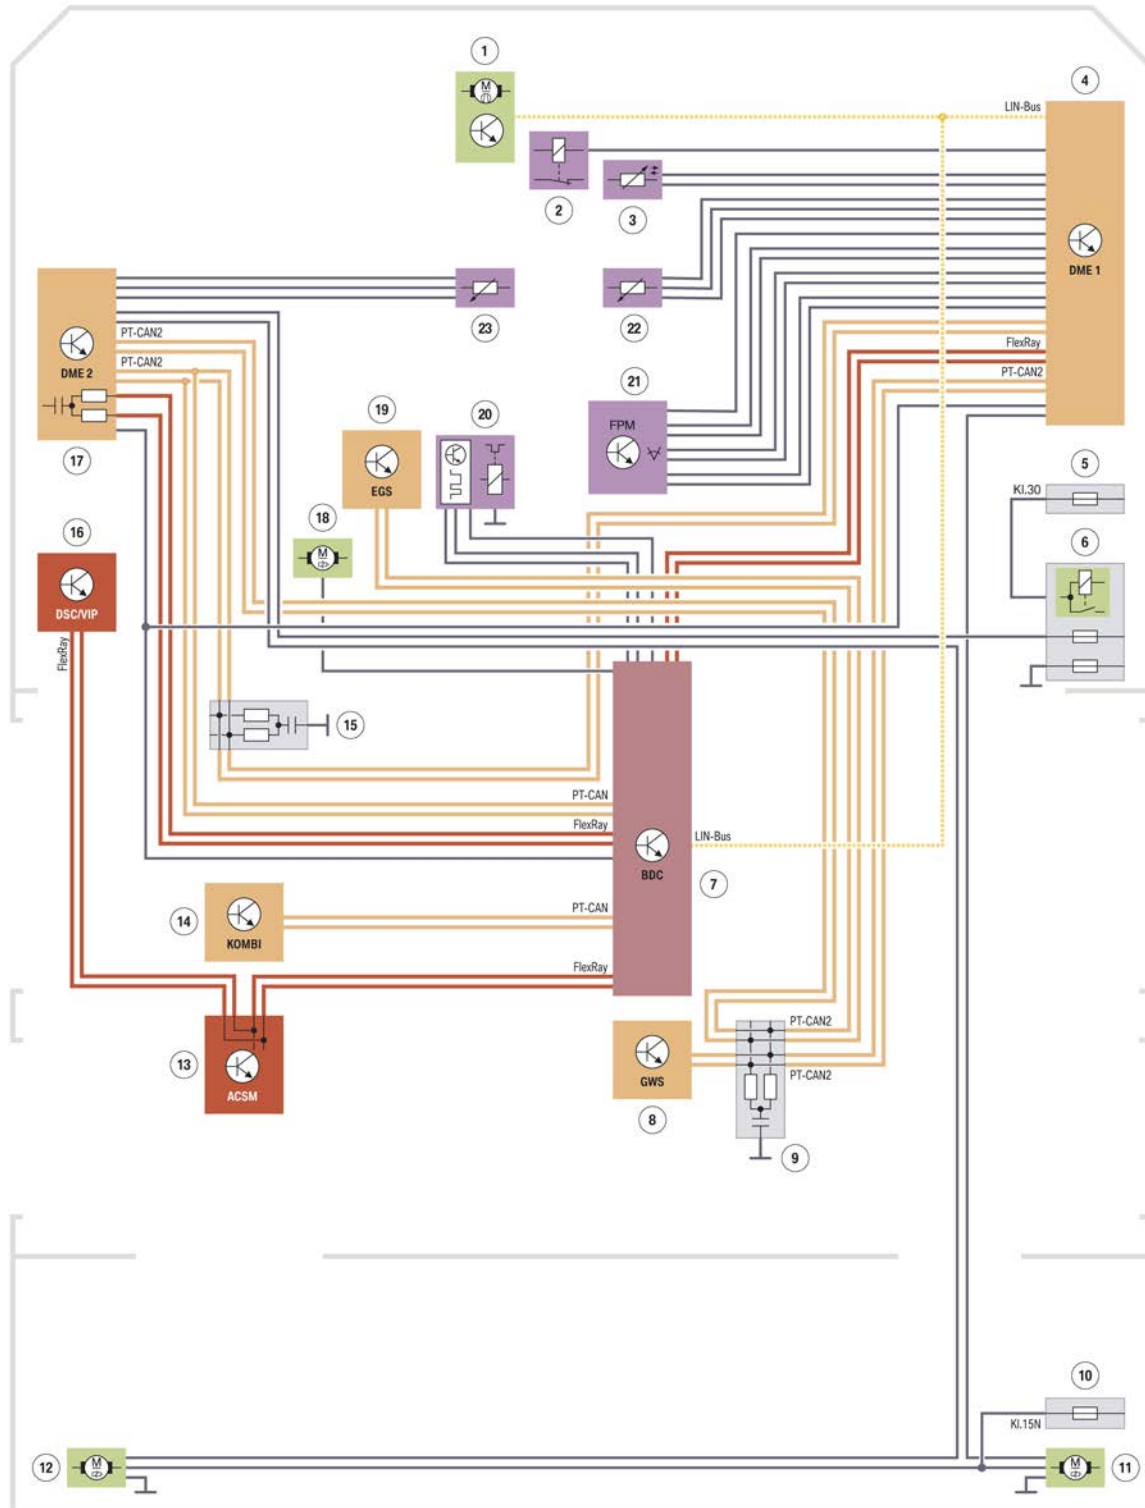 1
4
LIN-Bus
M
2
3
DME 1
PT-CAN2
23
22
FlexRay
DME 2
PT-CAN2
PT-CAN2
21
19
20
FPM
17
EGS
5
Kl.30
18
16
M
6
DSC/VIP
FlexRay
15
PT-CAN
FlexRay
LIN-Bus
BDC
7
14
PT-CAN
KOMBI
FlexRay
PT-CAN2
13
ACSM
GWS
PT-CAN2
8
9
10
Kl.15N
12
M
M
11